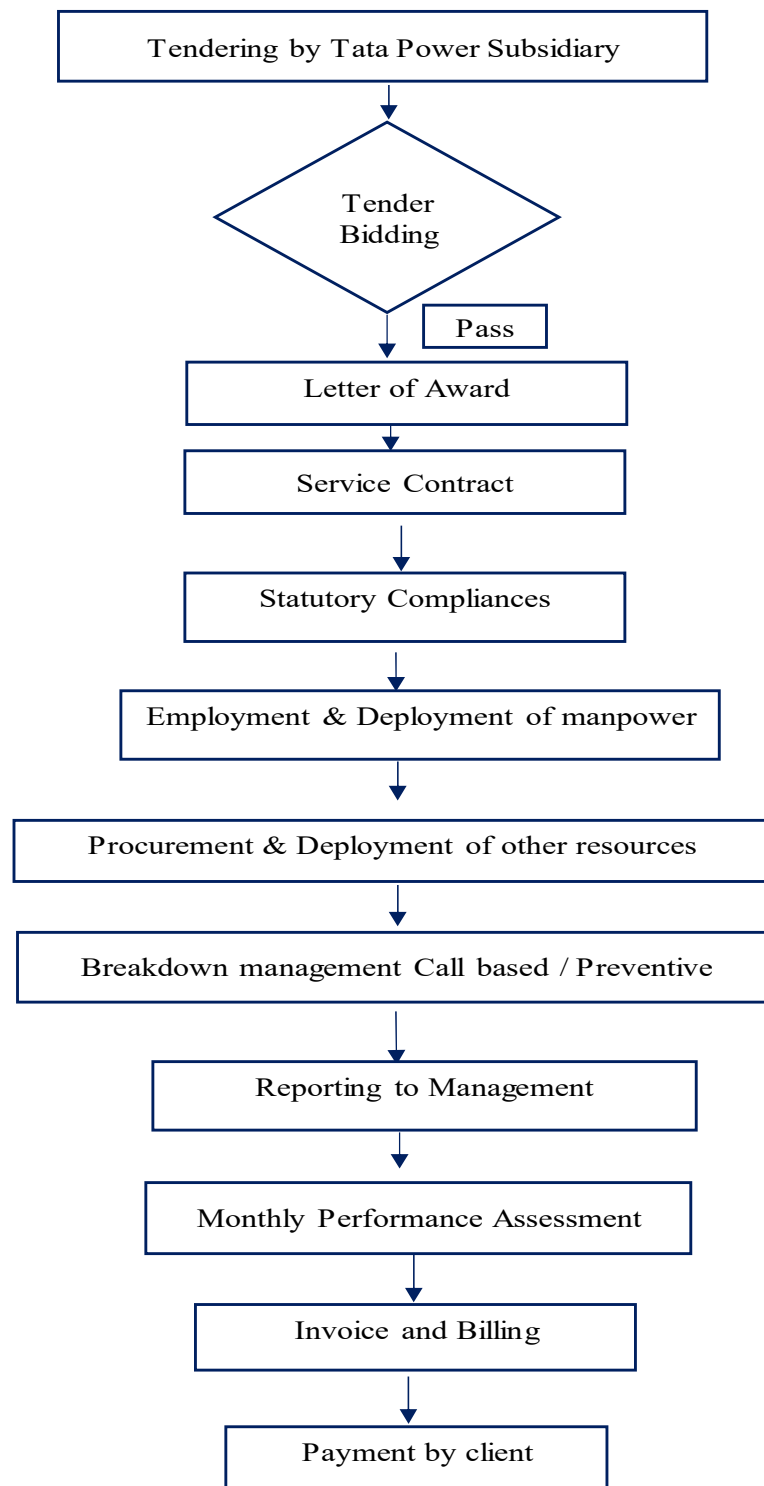 Tendering by Tata Power Subsidiary
Tender
Bidding
Pass
Letter of Award
Service Contract
Statutory Compliances
Employment & Deployment of manpower
Procurement & Deployment of other resources
Breakdown management Call based / Preventive
Reporting to Management
Monthly Performance Assessment
Invoice and Billing
Payment by client